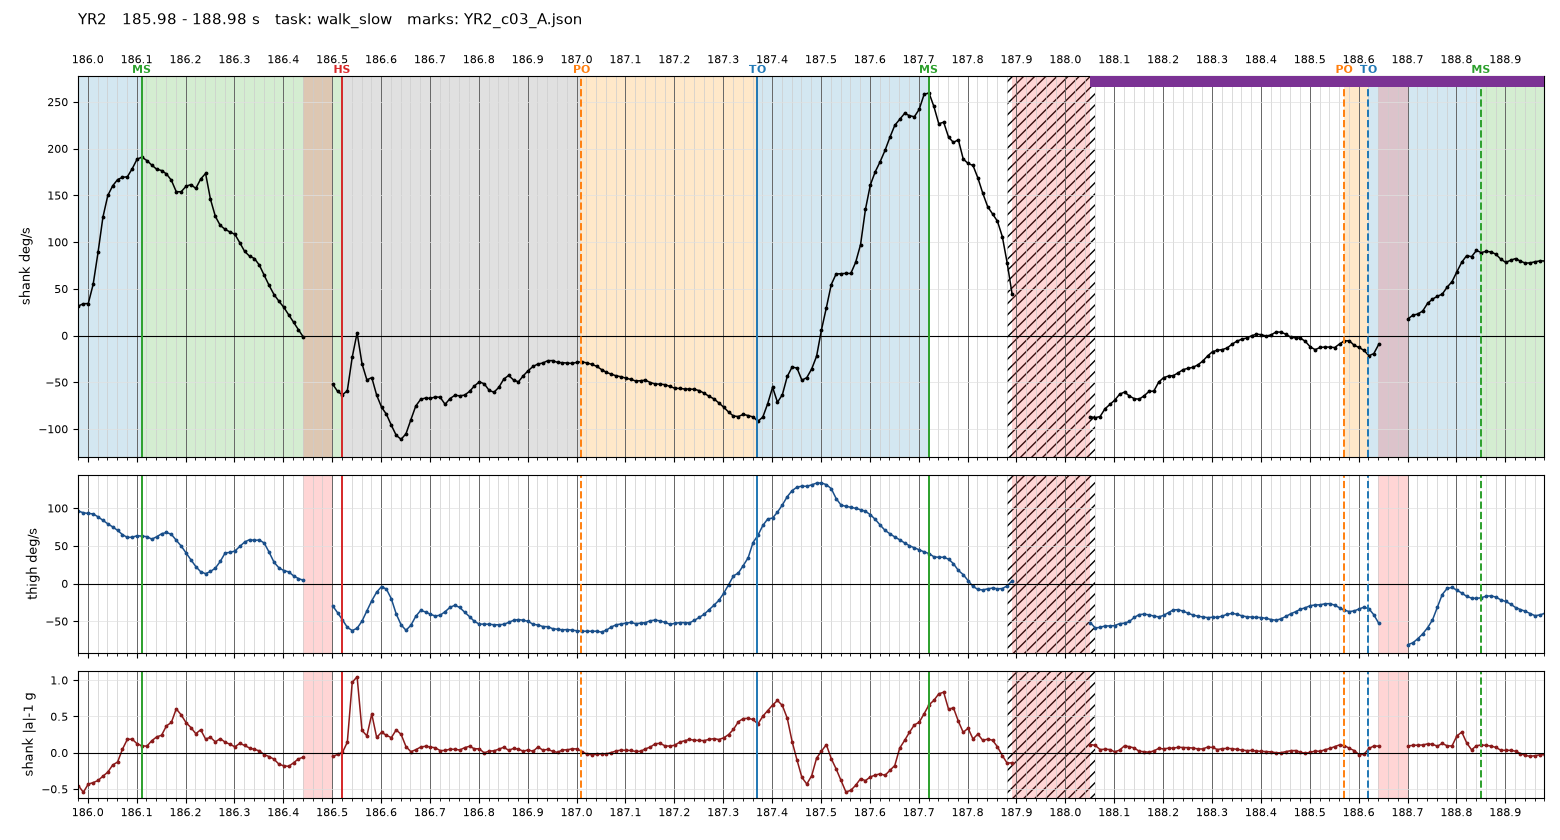 YR2 185.98 - 188.98 s task: walk_slow marks: YR2_c03_A.json
186.0 186.1 186.2 186.3 186.4 186.5 186.6 186.7 186.8 186.9 187.0 187.1 187.2 187.3 187.4 187.5 187.6 187.7 187.8 187.9 188.0 188.1 188.2 188.3 188.4 188.5 188.6 188.7 188.8 188.9
MS HS PO TO MS PO TO MS
shank deg/s
250
200
150
100
50
0
−50
−100
thigh deg/s
100
50
0
−50
shank |a|-1 g
1.0
0.5
0.0
−0.5
186.0 186.1 186.2 186.3 186.4 186.5 186.6 186.7 186.8 186.9 187.0 187.1 187.2 187.3 187.4 187.5 187.6 187.7 187.8 187.9 188.0 188.1 188.2 188.3 188.4 188.5 188.6 188.7 188.8 188.9